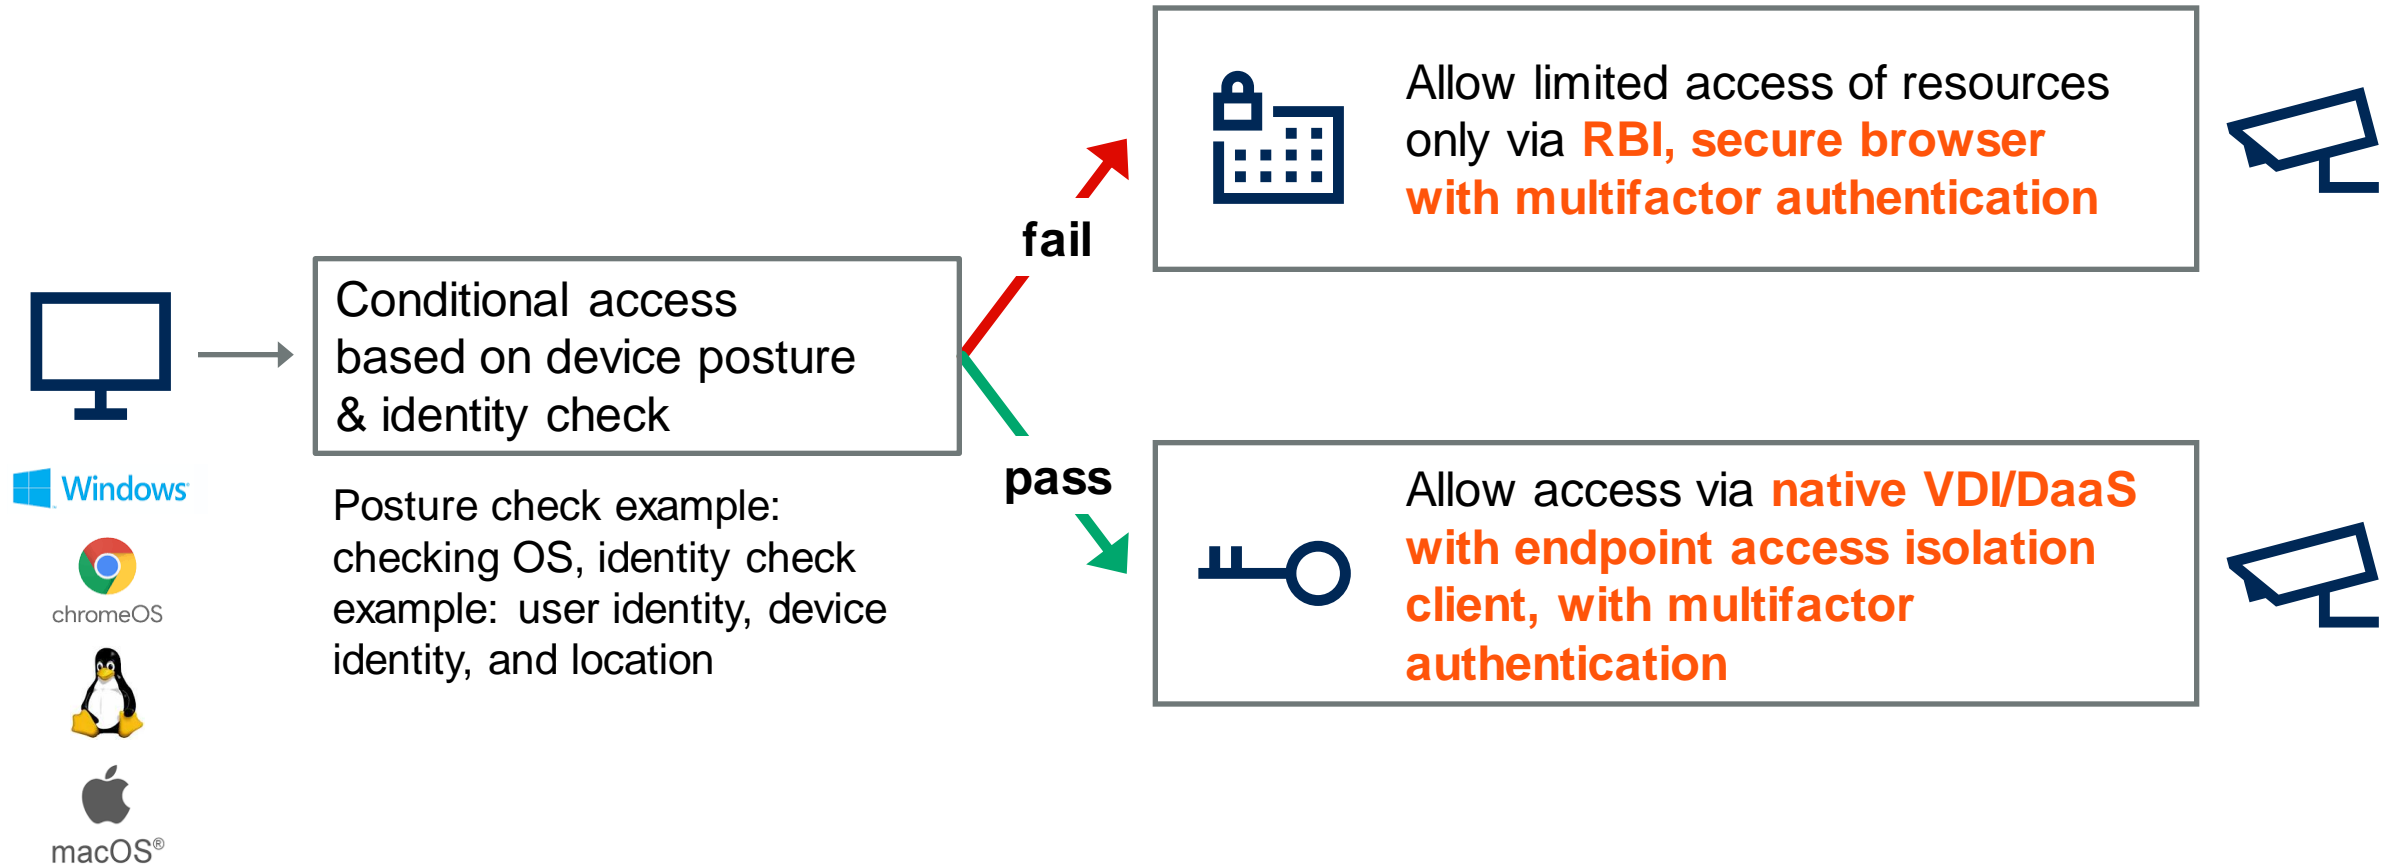 Allow limited access of resources
only via RBI, secure browser
with multifactor authentication
fail
Conditional access
based on device posture
& identity check
pass
Allow access via native VDI/DaaS
with endpoint access isolation
client, with multifactor
authentication
Posture check example:
checking OS, identity check
example: user identity, device
identity, and location
Windows
chromeOS
macOS®